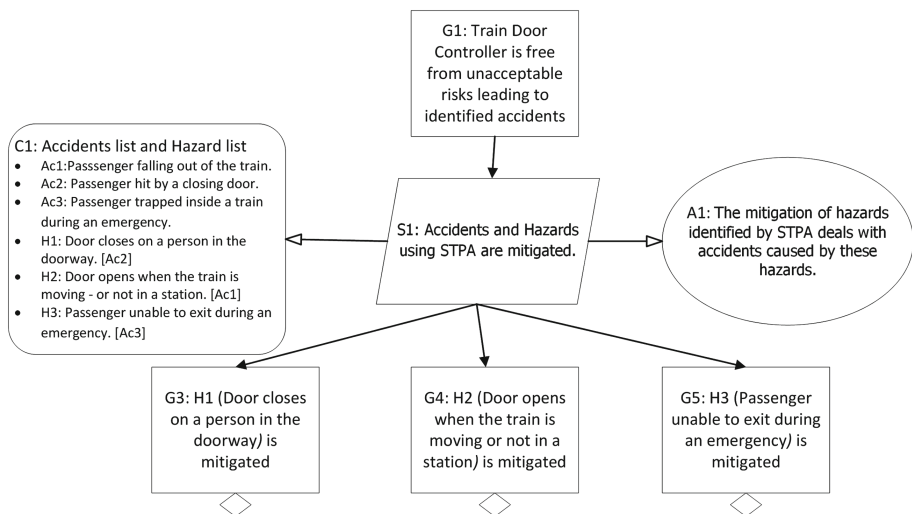 G1: Train Door
Controller is free
from unacceptable
risks leading to
identified accidents
C1: Accidents list and Hazard list
• Ac1:Passsenger falling out of the train.
• Ac2: Passenger hit by a closing door.
• Ac3: Passenger trapped inside a train
during an emergency.
• H1: Door closes on a person in the
doorway. [Ac2]
• H2: Door opens when the train is
moving - or not in a station. [Ac1]
• H3: Passenger unable to exit during an
emergency. [Ac3]
S1: Accidents and Hazards
using STPA are mitigated.
A1: The mitigation of hazards
identified by STPA deals with
accidents caused by these
hazards.
G3: H1 (Door closes
on a person in the
doorway) is
mitigated
G4: H2 (Door opens
when the train is
moving or not in a
station) is mitigated
G5: H3 (Passenger
unable to exit during
an emergency) is
mitigated